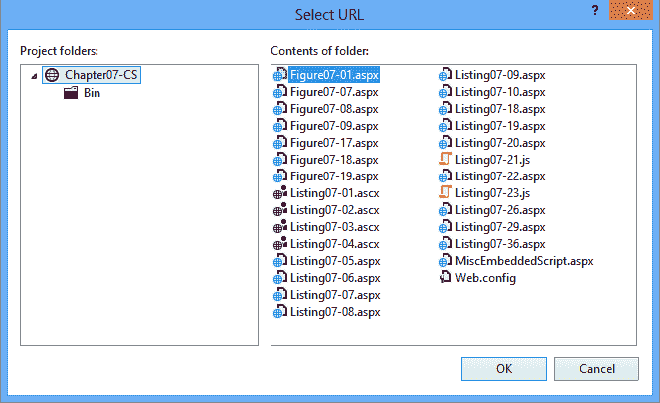 Select URL
?
Project folders:
Contents of folder:
Chapter07-CS
Bin
Figure07-01.aspx
Figure07-07.aspx
Figure07-08.aspx
Figure07-09.aspx
Figure07-17.aspx
Figure07-18.aspx
Figure07-19.aspx
Listing07-01.ascx
Listing07-02.ascx
Listing07-03.ascx
Listing07-04.ascx
Listing07-05.aspx
Listing07-06.aspx
Listing07-07.aspx
Listing07-08.aspx
Listing07-09.aspx
Listing07-10.aspx
Listing07-18.aspx
Listing07-19.aspx
Listing07-20.aspx
Listing07-21.js
Listing07-22.aspx
Listing07-23.js
Listing07-26.aspx
Listing07-29.aspx
Listing07-36.aspx
MiscEmbeddedScript.aspx
Web.config
OK
Cancel